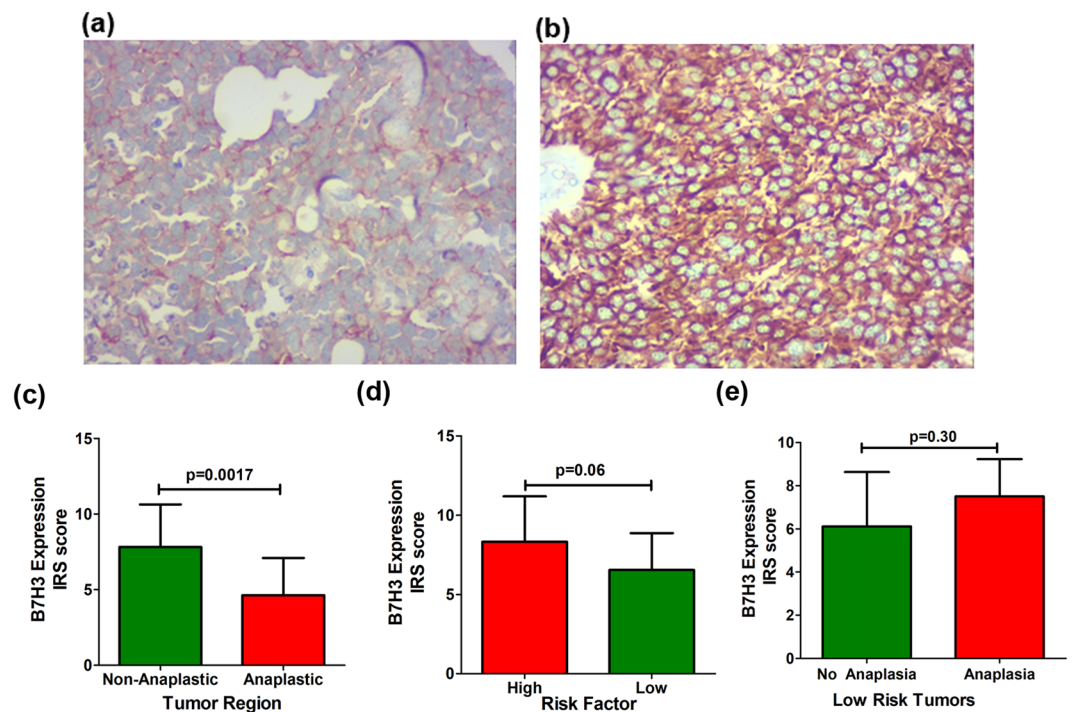 (a)
(b)
(c)
B7H3 Expression
IRS score
15
10
5
0
p=0.0017
Non-Anaplastic
Anaplastic
Tumor Region
(d)
B7H3 Expression
IRS score
15
10
5
0
p=0.06
High
Low
Risk Factor
(e)
B7H3 Expression
IRS score
10
8
6
4
2
0
p=0.30
No Anaplasia
Anaplasia
Low Risk Tumors